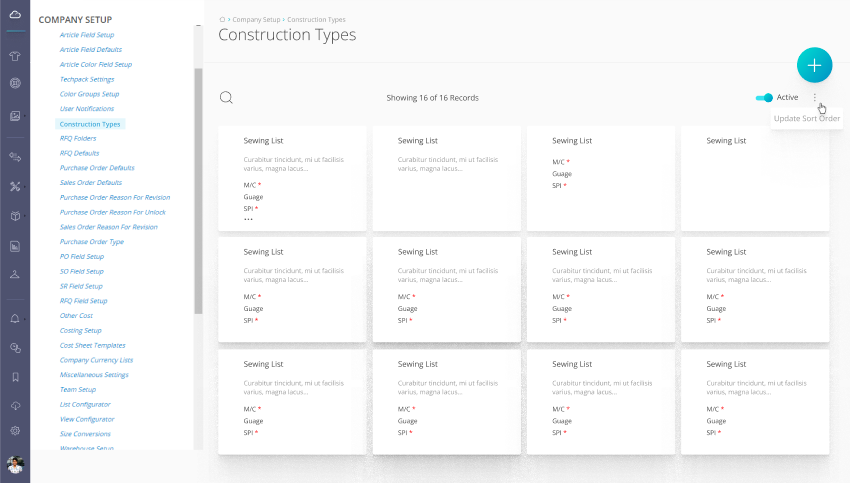 COMPANY SETUP
Article Field Setup
Article Field Defaults
Article Color Field Setup
Techpack Settings
Color Groups Setup
User Notifications
Construction Types
RFQ Folders
RFQ Defaults
Purchase Order Defaults
Sales Order Defaults
Purchase Order Reason For Revision
Purchase Order Reason For Unlock
Sales Order Reason For Revision
Purchase Order Type
PO Field Setup
SO Field Setup
SR Field Setup
RFQ Field Setup
Other Cost
Costing Setup
Cost Sheet Templates
Company Currency Lists
Miscellaneous Settings
Team Setup
List Configurator
View Configurator
Size Conversions
Warehouse Setup
› Company Setup › Construction Types
Construction Types
Showing 16 of 16 Records
Active
Update Sort Order
Sewing List
Curabitur tincidunt, mi ut facilisis
varius, magna lacus...
M/C *
Guage
SPI *
...
Sewing List
Curabitur tincidunt, mi ut facilisis
varius, magna lacus...
Sewing List
M/C *
Guage
SPI *
Sewing List
Sewing List
Curabitur tincidunt, mi ut facilisis
varius, magna lacus...
M/C *
Guage
SPI *
Sewing List
Curabitur tincidunt, mi ut facilisis
varius, magna lacus...
M/C *
Guage
SPI *
Sewing List
Curabitur tincidunt, mi ut facilisis
varius, magna lacus...
M/C *
Guage
SPI *
Sewing List
Curabitur tincidunt, mi ut facilisis
varius, magna lacus...
M/C *
Guage
SPI *
Sewing List
Curabitur tincidunt, mi ut facilisis
varius, magna lacus...
M/C *
Guage
SPI *
Sewing List
Curabitur tincidunt, mi ut facilisis
varius, magna lacus...
M/C *
Guage
SPI *
Sewing List
Curabitur tincidunt, mi ut facilisis
varius, magna lacus...
M/C *
Guage
SPI *
Sewing List
Curabitur tincidunt, mi ut facilisis
varius, magna lacus...
M/C *
Guage
SPI *